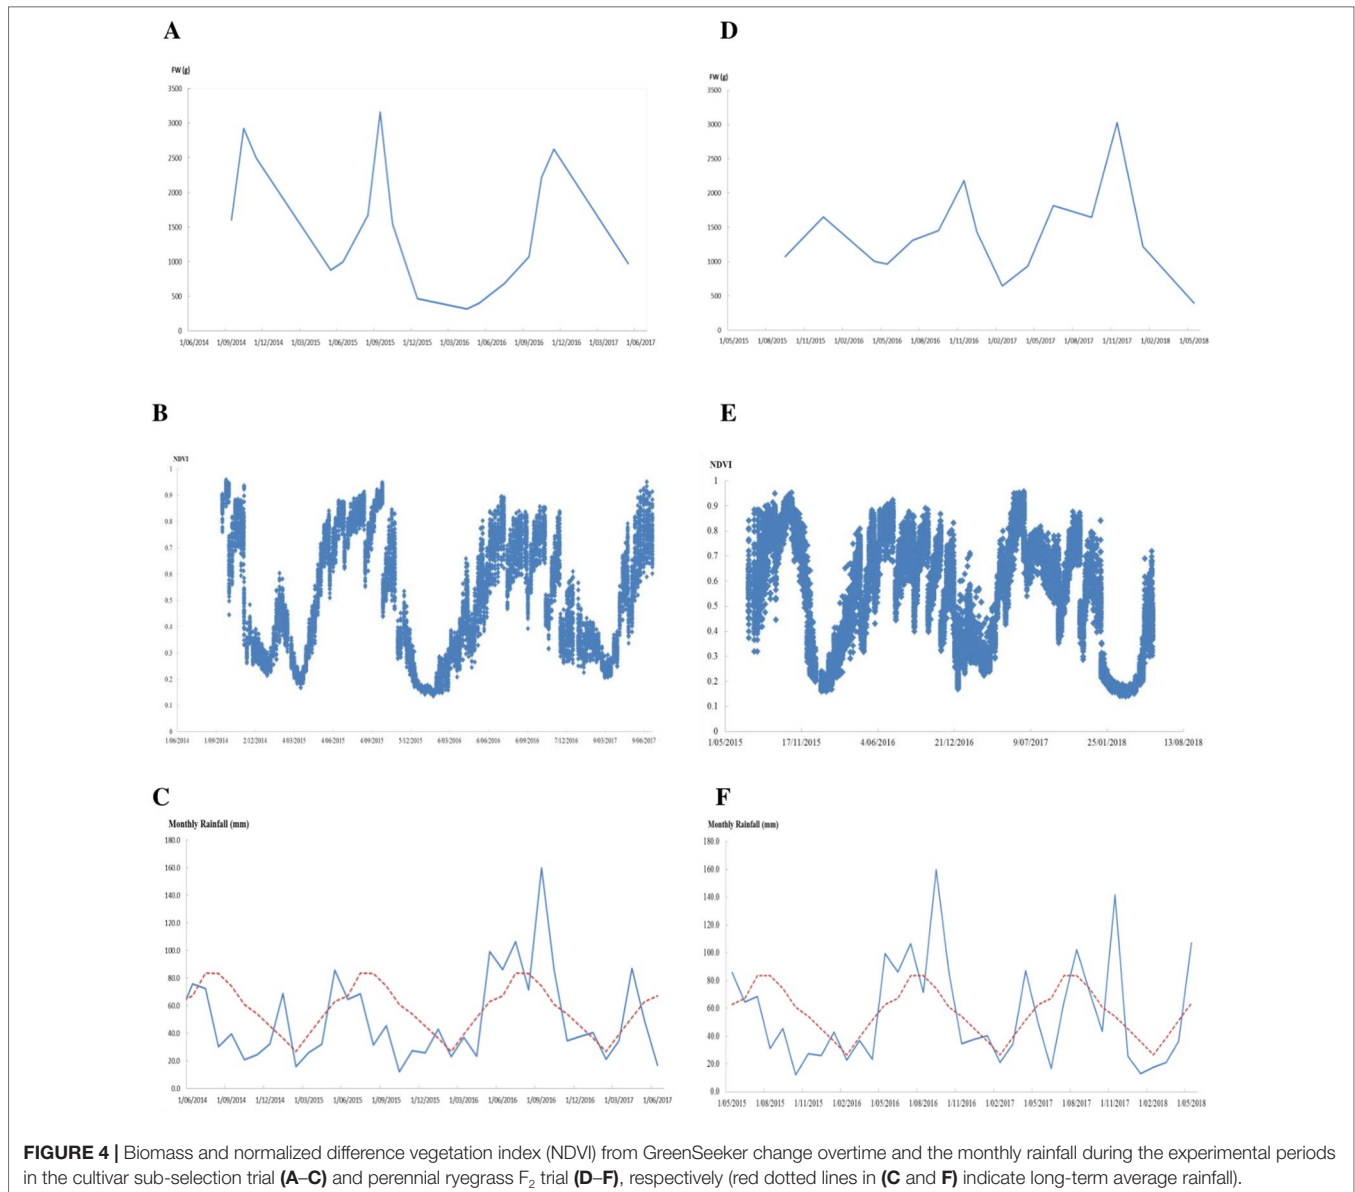 A
FW (g)
3500
3000
2500
2000
1500
1000
500
0
1/06/2014 1/09/2014 1/12/2014 1/03/2015 1/06/2015 1/09/2015 1/12/2015 1/03/2016 1/06/2016 1/09/2016 1/12/2016 1/03/2017 1/06/2017
D
FW (g)
3500
3000
2500
2000
1500
1000
500
0
1/05/2015 1/08/2015 1/11/2015 1/02/2016 1/05/2016 1/08/2016 1/11/2016 1/02/2017 1/05/2017 1/08/2017 1/11/2017 1/02/2018 1/05/2018
B
NDVI
1
0.9
0.8
0.7
0.6
0.5
0.4
0.3
0.2
0.1
0
1/06/2014 1/09/2014 2/12/2014 4/03/2015 4/06/2015 4/09/2015 5/12/2015 6/03/2016 6/06/2016 6/09/2016 7/12/2016 9/03/2017 9/06/2017
E
NDVI
1
0.9
0.8
0.7
0.6
0.5
0.4
0.3
0.2
0.1
0
1/05/2015 17/11/2015 4/06/2016 21/12/2016 9/07/2017 25/01/2018 13/08/2018
C
Monthly Rainfall (mm)
180.0
160.0
140.0
120.0
100.0
80.0
60.0
40.0
20.0
0.0
1/06/2014 1/09/2014 1/12/2014 1/03/2015 1/06/2015 1/09/2015 1/12/2015 1/03/2016 1/06/2016 1/09/2016 1/12/2016 1/03/2017 1/06/2017
F
Monthly Rainfall (mm)
180.0
160.0
140.0
120.0
100.0
80.0
60.0
40.0
20.0
0.0
1/05/2015 1/08/2015 1/11/2015 1/02/2016 1/05/2016 1/08/2016 1/11/2016 1/02/2017 1/05/2017 1/08/2017 1/11/2017 1/02/2018 1/05/2018
FIGURE 4 | Biomass and normalized difference vegetation index (NDVI) from GreenSeeker change overtime and the monthly rainfall during the experimental periods
in the cultivar sub-selection trial (A–C) and perennial ryegrass F2 trial (D–F), respectively (red dotted lines in (C and F) indicate long-term average rainfall).